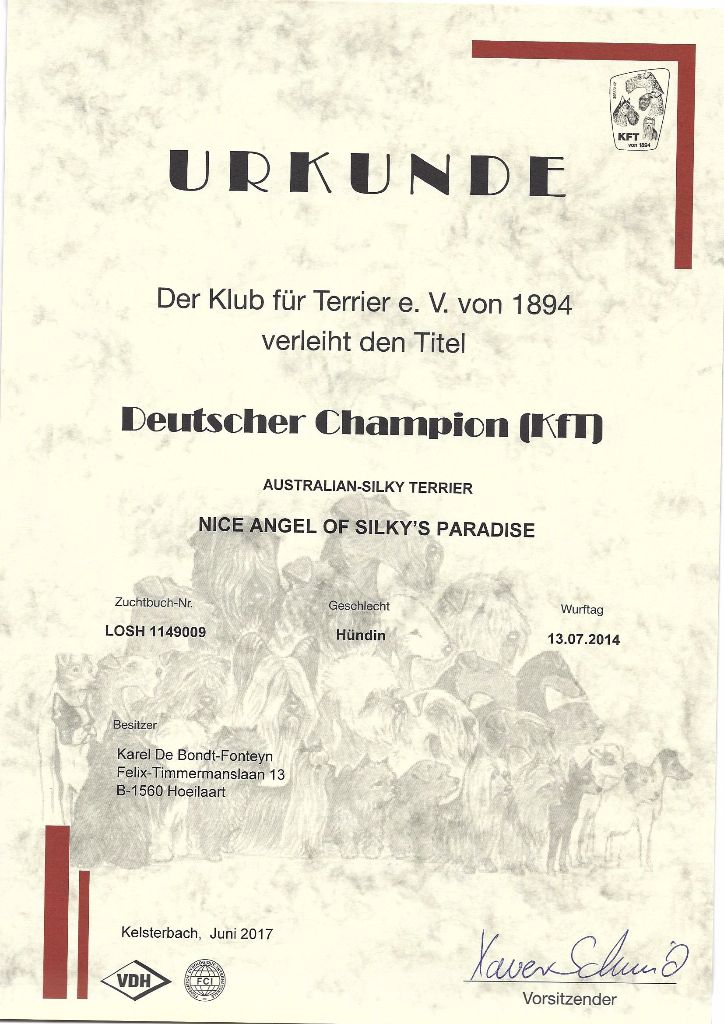 KFT
von 1894
URKUNDE
Der Klub für Terrier e. V. von 1894
verleiht den Titel
Deutscher Champion (KfT)
AUSTRALIAN-SILKY TERRIER
NICE ANGEL OF SILKY'S PARADISE
Zuchtbuch-Nr. Geschlecht Wurftag
LOSH 1149009 Hündin 13.07.2014
Besitzer
Karel De Bondt-Fonteyn
Felix-Timmermanslaan 13
B-1560 Hoeilaart
Kelsterbach, Juni 2017
VDH FCI
Xaver Schmid
Vorsitzender